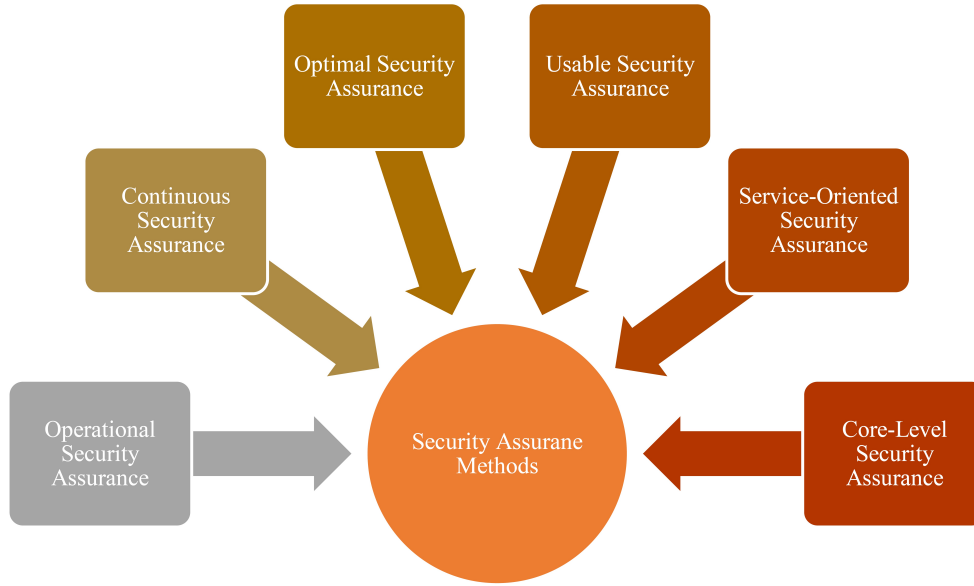 Optimal Security
Assurance
Usable Security
Assurance
Continuous
Security
Assurance
Service-Oriented
Security
Assurance
Operational
Security
Assurance
Security Assurane
Methods
Core-Level
Security
Assurance